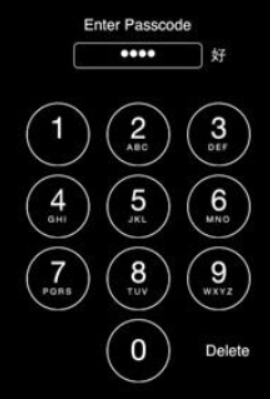 Enter Passcode
•••• 好
1 2 3
ABC DEF
4 5 6
GHI JKL MNO
7 8 9
PQRS TUV WXYZ
0 Delete